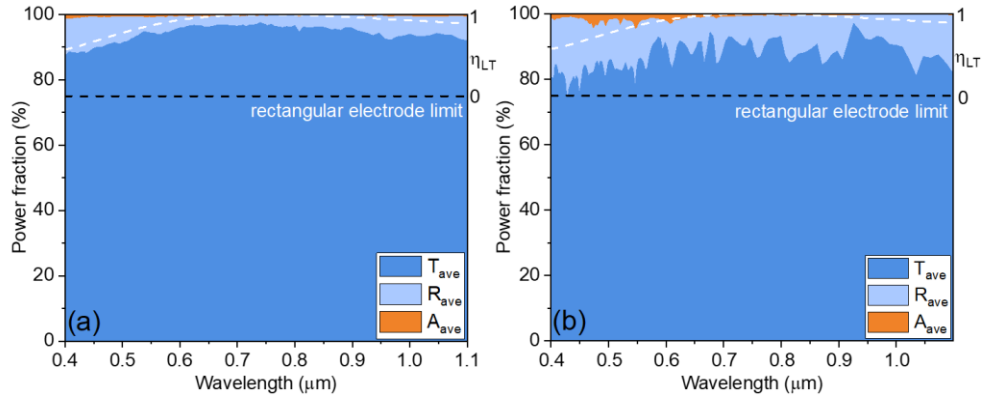 100
80
60
40
20
0
Power fraction (%)
1
η_LT
0
rectangular electrode limit
T_ave
R_ave
A_ave
(a)
0.4 0.5 0.6 0.7 0.8 0.9 1.0 1.1
Wavelength (μm)
100
80
60
40
20
0
Power fraction (%)
1
η_LT
0
rectangular electrode limit
T_ave
R_ave
A_ave
(b)
0.4 0.5 0.6 0.7 0.8 0.9 1.0
Wavelength (μm)